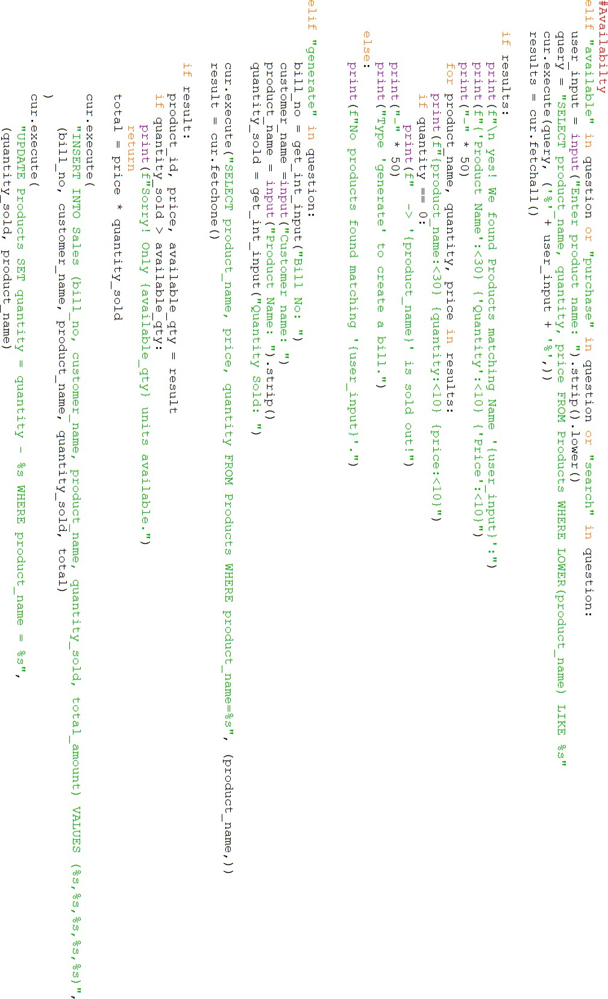 #Availabilty
elif "available" in question or "purchase" in question or "search" in question:
    user_input = input("Enter product name: ").strip().lower()
    query = "SELECT product_name, quantity, price FROM Products WHERE LOWER(product_name) LIKE %s"
    cur.execute(query, ('%'+ user_input + '%',))
    results = cur.fetchall()
    if results:
        print(f"\n yes! We found Products matching Name '{user_input}':")
        print(f"{'Product Name':<30} {'Quantity':<10} {'Price':<10}")
        print("-" * 50)
        for product_name, quantity, price in results:
            print(f"{product_name:<30} {quantity:<10} {price:<10}")
            if quantity == 0:
                print(f"  -> '{product_name}' is sold out!")
        print("-" * 50)
        print("Type 'generate' to create a bill.")
    else:
        print(f"No products found matching '{user_input}'.")
elif "generate" in question:
        bill_no = get_int_input("Bill No: ")
        customer_name =input("Customer name: ")
        product_name = input("Product Name: ").strip()
        quantity_sold = get_int_input("Quantity Sold: ")
        cur.execute("SELECT product_name, price, quantity FROM Products WHERE product_name=%s", (product_name,))
        result = cur.fetchone()
        if result:
            product_id, price, available_qty = result
            if quantity_sold > available_qty:
                print(f"Sorry! Only {available_qty} units available.")
                return
            total = price * quantity_sold
            cur.execute(
                "INSERT INTO Sales (bill_no, customer_name, product_name, quantity_sold, total_amount) VALUES (%s,%s,%s,%s,%s)",
                (bill_no, customer_name, product_name, quantity_sold, total)
            )
            cur.execute(
                "UPDATE Products SET quantity = quantity - %s WHERE product_name = %s",
                (quantity_sold, product_name)